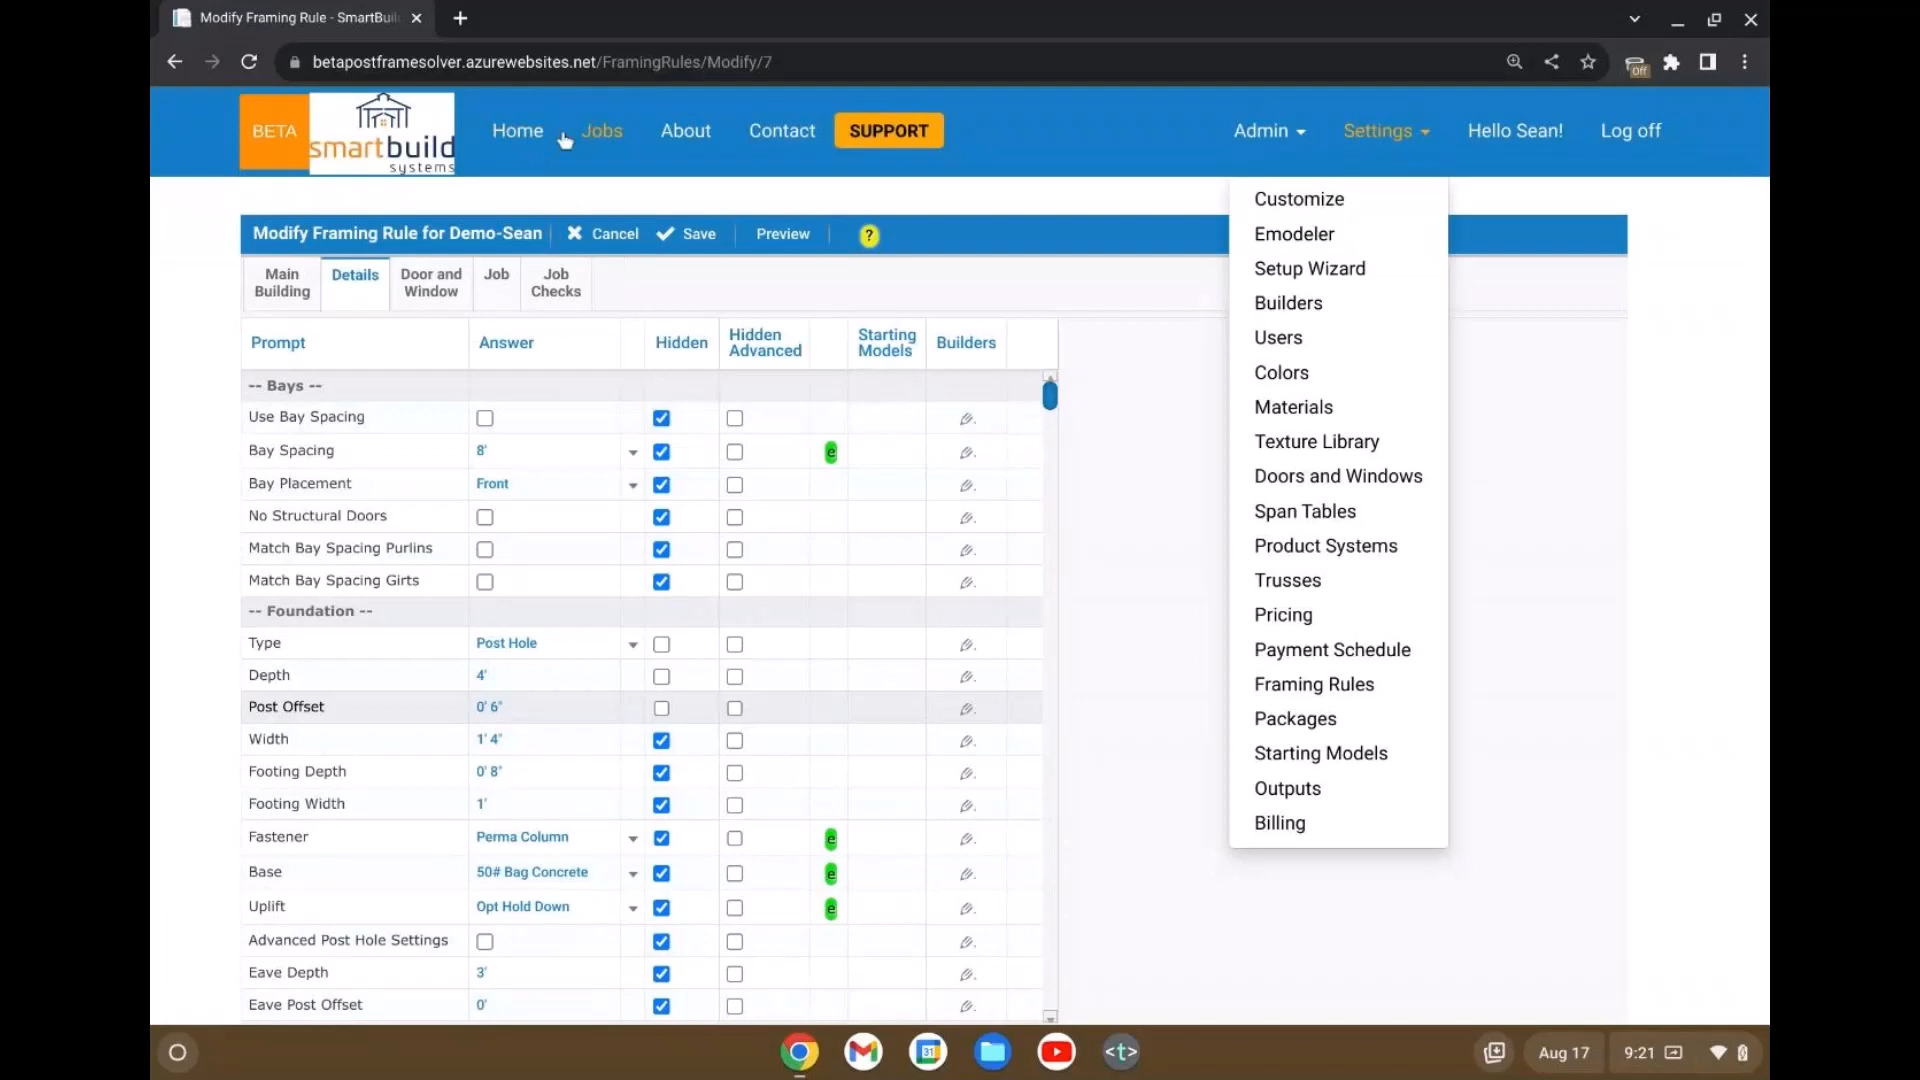 Modify Framing Rule - SmartBuil
betapostframesolver.azurewebsites.net/FramingRules/Modify/7
Off
BETA
smartbuild
systems
Home
Jobs
About
Contact
SUPPORT
Admin
Settings
Hello Sean!
Log off
Modify Framing Rule for Demo-Sean
Cancel
Save
Preview
?
Main
Building
Details
Door and
Window
Job
Job
Checks
Prompt
Answer
Hidden
Hidden
Advanced
Starting
Models
Builders
-- Bays --
Use Bay Spacing
Bay Spacing 8' e
Bay Placement Front
No Structural Doors
Match Bay Spacing Purlins
Match Bay Spacing Girts
-- Foundation --
Type Post Hole
Depth 4'
Post Offset 0' 6"
Width 1' 4"
Footing Depth 0' 8"
Footing Width 1'
Fastener Perma Column e
Base 50# Bag Concrete e
Uplift Opt Hold Down e
Advanced Post Hole Settings
Eave Depth 3'
Eave Post Offset 0'
Customize
Emodeler
Setup Wizard
Builders
Users
Colors
Materials
Texture Library
Doors and Windows
Span Tables
Product Systems
Trusses
Pricing
Payment Schedule
Framing Rules
Packages
Starting Models
Outputs
Billing
31
<t>
Aug 17
9:21